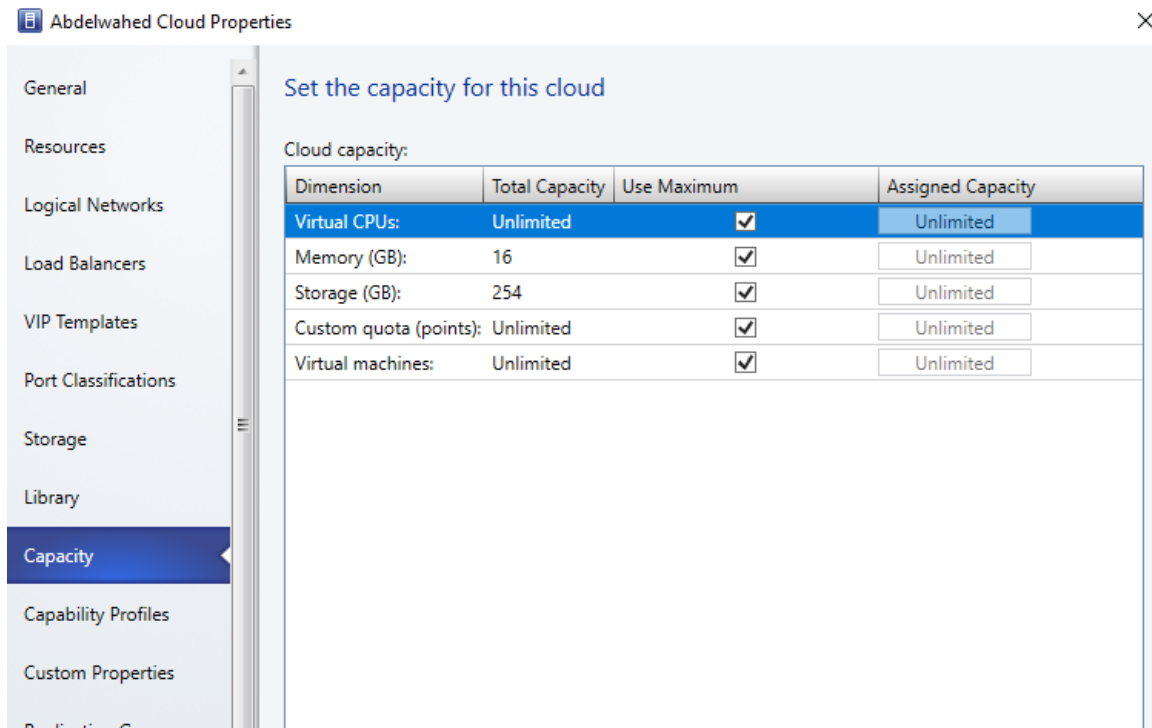 Abdelwahed Cloud Properties
General
Resources
Logical Networks
Load Balancers
VIP Templates
Port Classifications
Storage
Library
Capacity
Capability Profiles
Custom Properties
Set the capacity for this cloud
Cloud capacity:
Dimension Total Capacity Use Maximum Assigned Capacity
Virtual CPUs: Unlimited Unlimited
Memory (GB): 16 Unlimited
Storage (GB): 254 Unlimited
Custom quota (points): Unlimited Unlimited
Virtual machines: Unlimited Unlimited